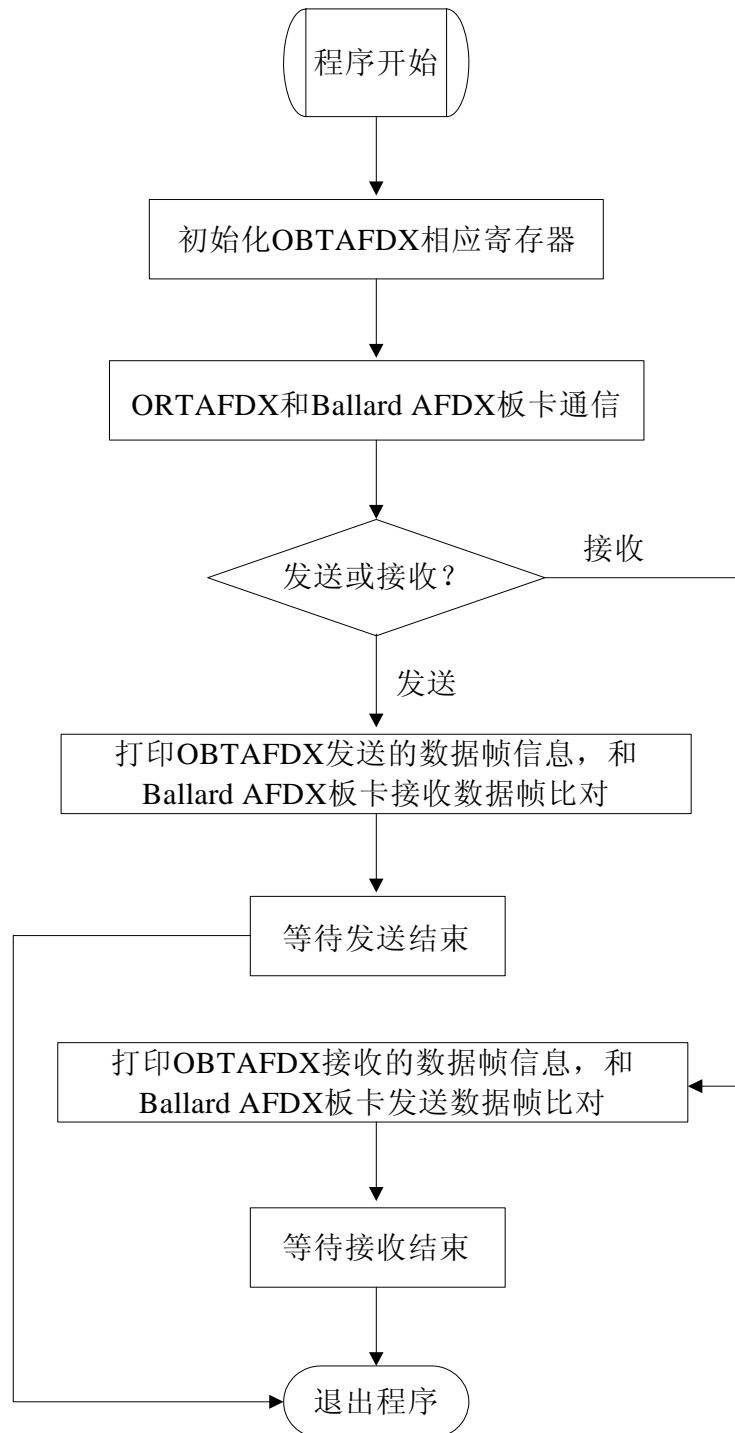 程序开始
初始化OBTAFDX相应寄存器
ORTAFDX和Ballard AFDX板卡通信
发送或接收？
接收
发送
打印OBTAFDX发送的数据帧信息，和
Ballard AFDX板卡接收数据帧比对
等待发送结束
打印OBTAFDX接收的数据帧信息，和
Ballard AFDX板卡发送数据帧比对
等待接收结束
退出程序